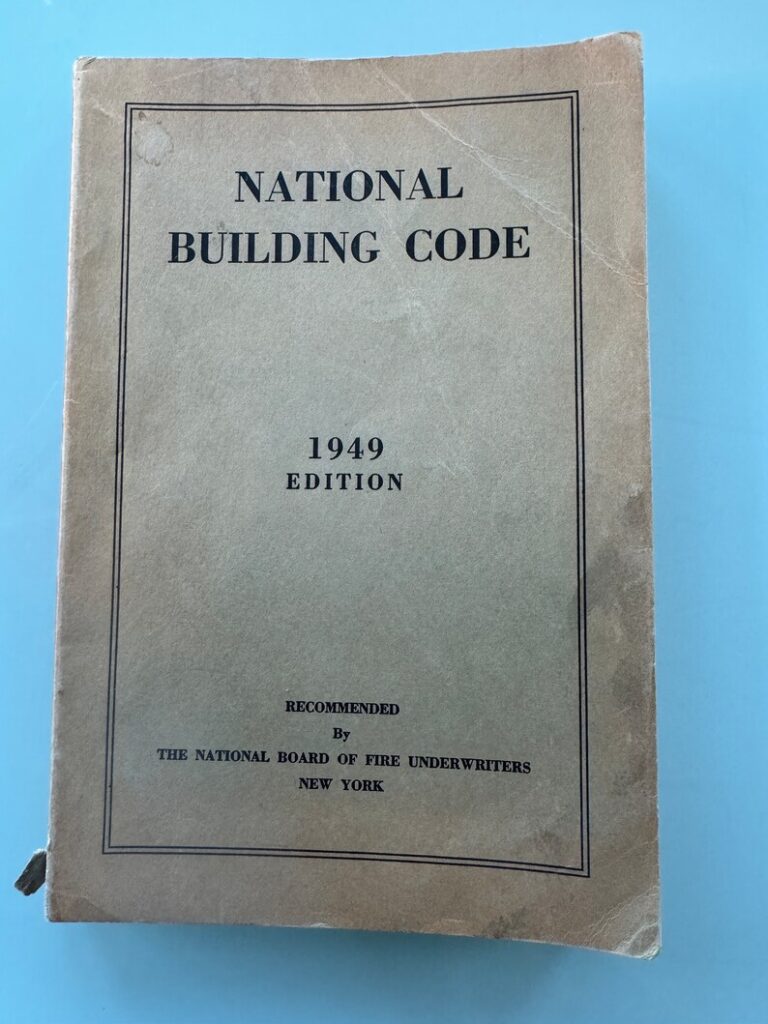 NATIONAL
BUILDING CODE
1949
EDITION
RECOMMENDED
By
THE NATIONAL BOARD OF FIRE UNDERWRITERS
NEW YORK